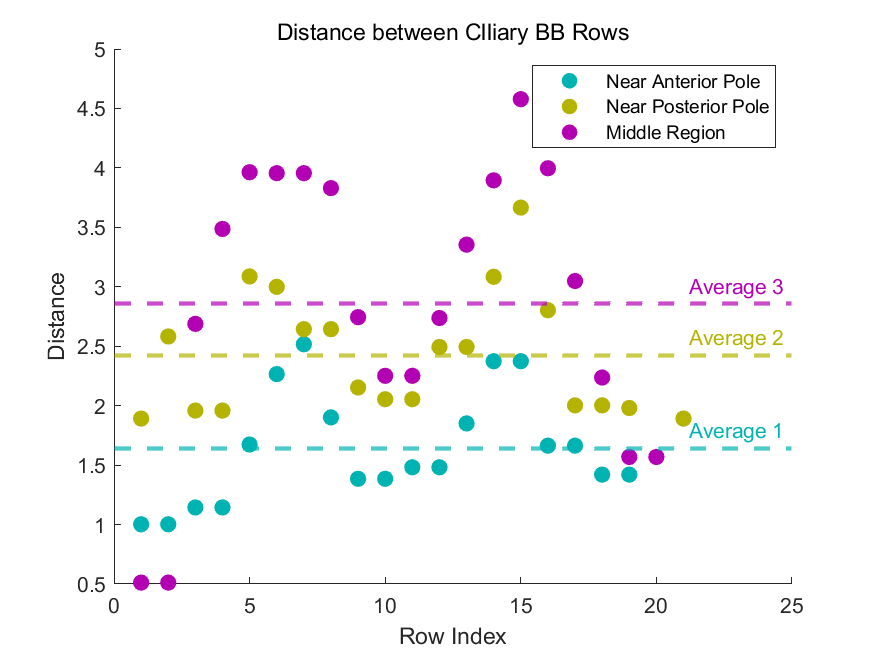 Distance between CIliary BB Rows
Near Anterior Pole
Near Posterior Pole
Middle Region
5
4.5
4
3.5
3
2.5
2
1.5
1
0.5
Distance
Average 3
Average 2
Average 1
0
5
10
15
20
25
Row Index